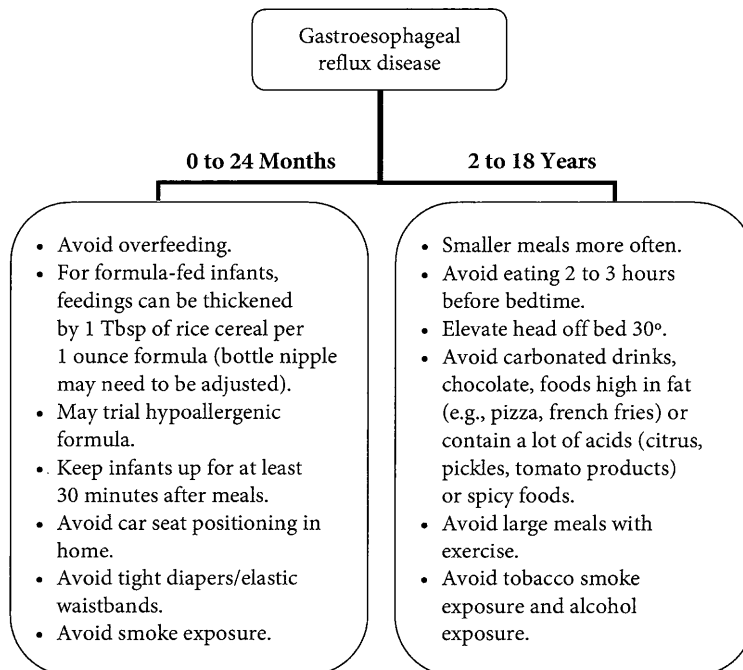 Gastroesophageal
reflux disease
0 to 24 Months
• Avoid overfeeding.
• For formula-fed infants,
feedings can be thickened
by 1 Tbsp of rice cereal per
1 ounce formula (bottle nipple
may need to be adjusted).
• May trial hypoallergenic
formula.
• Keep infants up for at least
30 minutes after meals.
• Avoid car seat positioning in
home.
• Avoid tight diapers/elastic
waistbands.
• Avoid smoke exposure.
2 to 18 Years
• Smaller meals more often.
• Avoid eating 2 to 3 hours
before bedtime.
• Elevate head off bed 30º.
• Avoid carbonated drinks,
chocolate, foods high in fat
(e.g., pizza, french fries) or
contain a lot of acids (citrus,
pickles, tomato products)
or spicy foods.
• Avoid large meals with
exercise.
• Avoid tobacco smoke
exposure and alcohol
exposure.